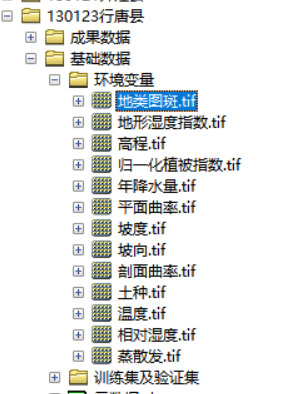 130123行唐县
成果数据
基础数据
环境变量
地类图斑.tif
地形湿度指数.tif
高程.tif
归一化植被指数.tif
年降水量.tif
平面曲率.tif
坡度.tif
坡向.tif
剖面曲率.tif
土种.tif
温度.tif
相对湿度.tif
蒸散发.tif
训练集及验证集